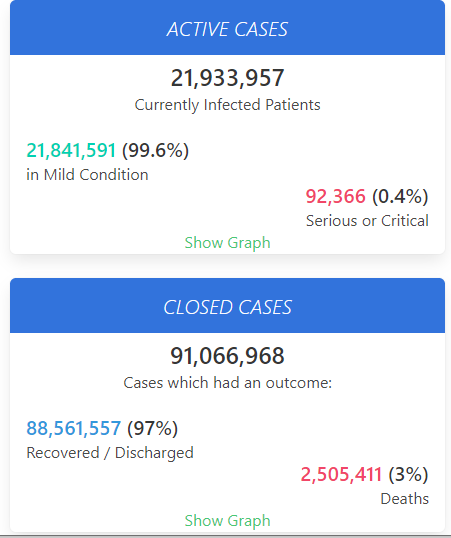 ACTIVE CASES
21,933,957
Currently Infected Patients
21,841,591 (99.6%)
in Mild Condition
92,366 (0.4%)
Serious or Critical
Show Graph
CLOSED CASES
91,066,968
Cases which had an outcome:
88,561,557 (97%)
Recovered / Discharged
2,505,411 (3%)
Deaths
Show Graph